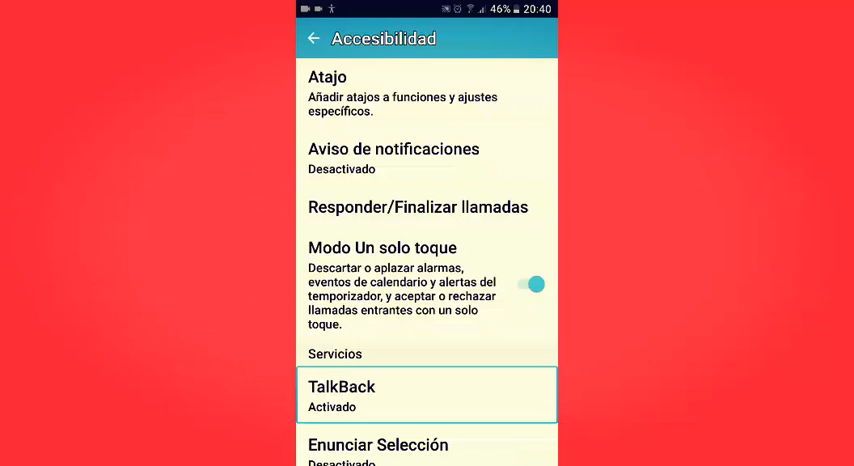 46% 20:40
Accesibilidad
Atajo
Añadir atajos a funciones y ajustes
específicos.
Aviso de notificaciones
Desactivado
Responder/Finalizar llamadas
Modo Un solo toque
Descartar o aplazar alarmas,
eventos de calendario y alertas del
temporizador, y aceptar o rechazar
llamadas entrantes con un solo
toque.
Servicios
TalkBack
Activado
Enunciar Selección
Desactivado